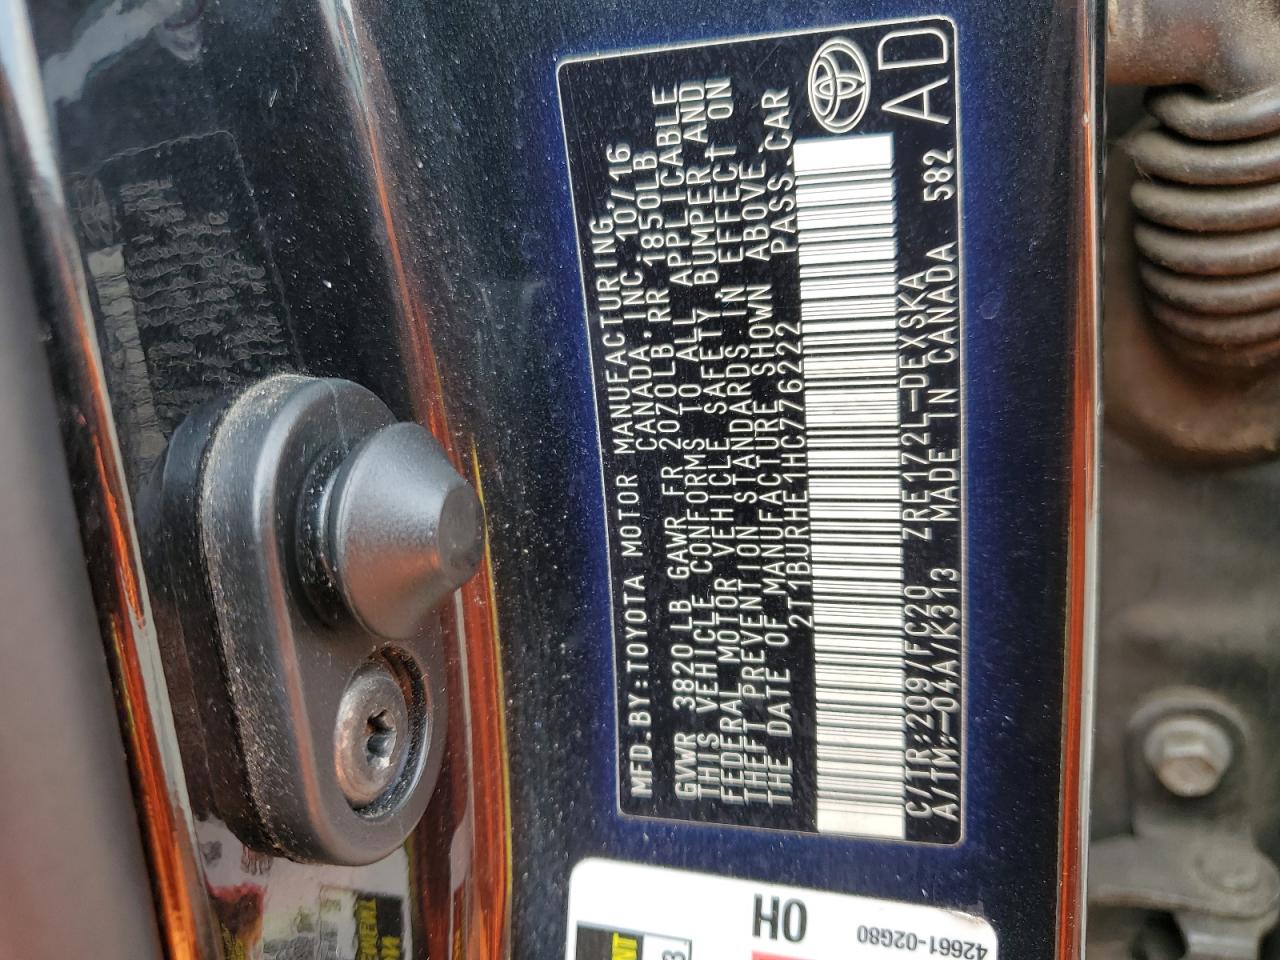 MFD.BY:TOYOTA MOTOR MANUFACTURING,
CANADA,INC. 10/16
GVWR 3820LB GAWR FR 2070LB,RR 1850LB
THIS VEHICLE CONFORMS TO ALL APPLICABLE
FEDERAL MOTOR VEHICLE SAFETY,BUMPER,AND
THEFT PREVENTION STANDARDS IN EFFECT ON
THE DATE OF MANUFACTURE SHOWN ABOVE.
2T1BURHE1HC776222 PASS.CAR
C/TR:209/FC20 ZRE172L-DEXSKA 582
A/TM:-04A/K313 MADE IN CANADA
AD
OH
42661-02G80